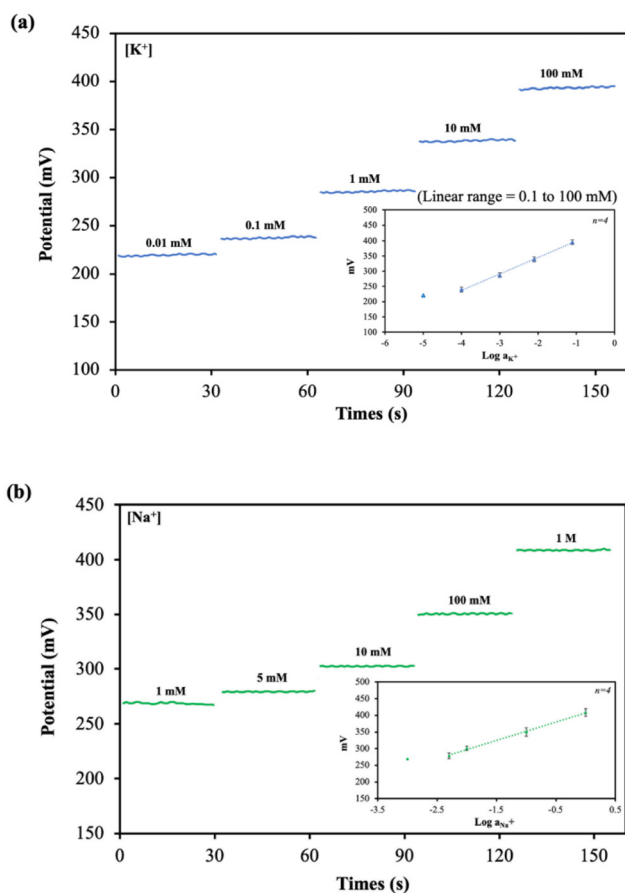 (a)
[K+]
450
400
350
300
250
200
150
100
Potential (mV)
0.01 mM
0.1 mM
1 mM
10 mM
100 mM
(Linear range = 0.1 to 100 mM)
n=4
500
450
400
350
300
250
200
150
100
mV
-6 -5 -4 -3 -2 -1 0
Log aK+
0 30 60 90 120 150
Times (s)
(b)
[Na+]
450
400
350
300
250
200
150
Potential (mV)
1 mM
5 mM
10 mM
100 mM
1 M
n=4
500
450
400
350
300
250
200
150
mV
-3.5 -2.5 -1.5 -0.5 0.5
Log aNa+
0 30 60 90 120 150
Times (s)